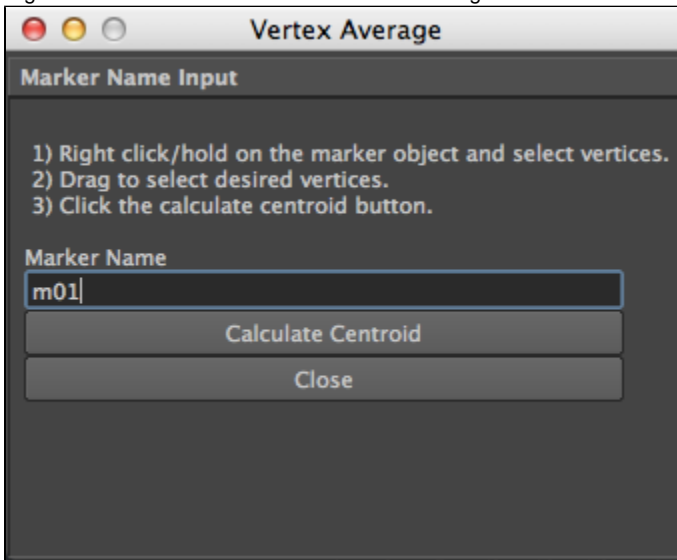 Vertex Average
Marker Name Input
1) Right click/hold on the marker object and select vertices.
2) Drag to select desired vertices.
3) Click the calculate centroid button.
Marker Name
m01
Calculate Centroid
Close